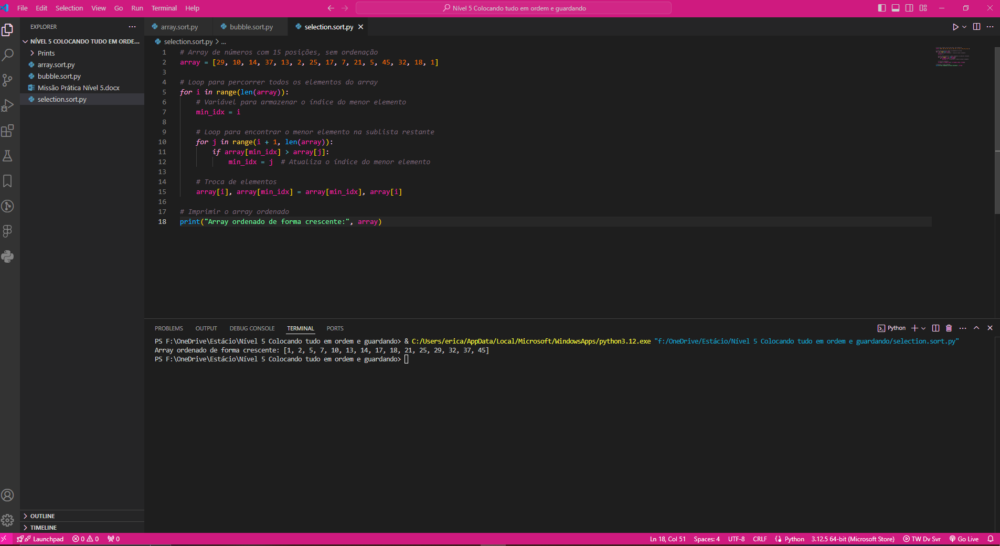 File Edit Selection View Go Run Terminal Help
Nível 5 Colocando tudo em ordem e guardando
EXPLORER
NÍVEL 5 COLOCANDO TUDO EM ORDE...
Prints
array.sort.py
bubble.sort.py
Missão Prática Nível 5.docx
selection.sort.py
OUTLINE
TIMELINE
array.sort.py bubble.sort.py selection.sort.py
selection.sort.py > ...
1 # Array de números com 15 posições, sem ordenação
2 array = [29, 10, 14, 37, 13, 2, 25, 17, 7, 21, 5, 45, 32, 18, 1]
3
4 # Loop para percorrer todos os elementos do array
5 for i in range(len(array)):
6 # Variável para armazenar o índice do menor elemento
7 min_idx = i
8
9 # Loop para encontrar o menor elemento na sublista restante
10 for j in range(i + 1, len(array)):
11 if array[min_idx] > array[j]:
12 min_idx = j # Atualiza o índice do menor elemento
13
14 # Troca de elementos
15 array[i], array[min_idx] = array[min_idx], array[i]
16
17 # Imprimir o array ordenado
18 print("Array ordenado de forma crescente:", array)
PROBLEMS OUTPUT DEBUG CONSOLE TERMINAL PORTS
Python
PS F:\OneDrive\Estácio\Nível 5 Colocando tudo em ordem e guardando> & C:/Users/erica/AppData/Local/Microsoft/WindowsApps/python3.12.exe "f:/OneDrive/Estácio/Nível 5 Colocando tudo em ordem e guardando/selection.sort.py"
Array ordenado de forma crescente: [1, 2, 5, 7, 10, 13, 14, 17, 18, 21, 25, 29, 32, 37, 45]
PS F:\OneDrive\Estácio\Nível 5 Colocando tudo em ordem e guardando>
Launchpad 0 0 0 Ln 18, Col 51 Spaces: 4 UTF-8 CRLF Python 3.12.5 64-bit (Microsoft Store) TW Dv Svr Go Live